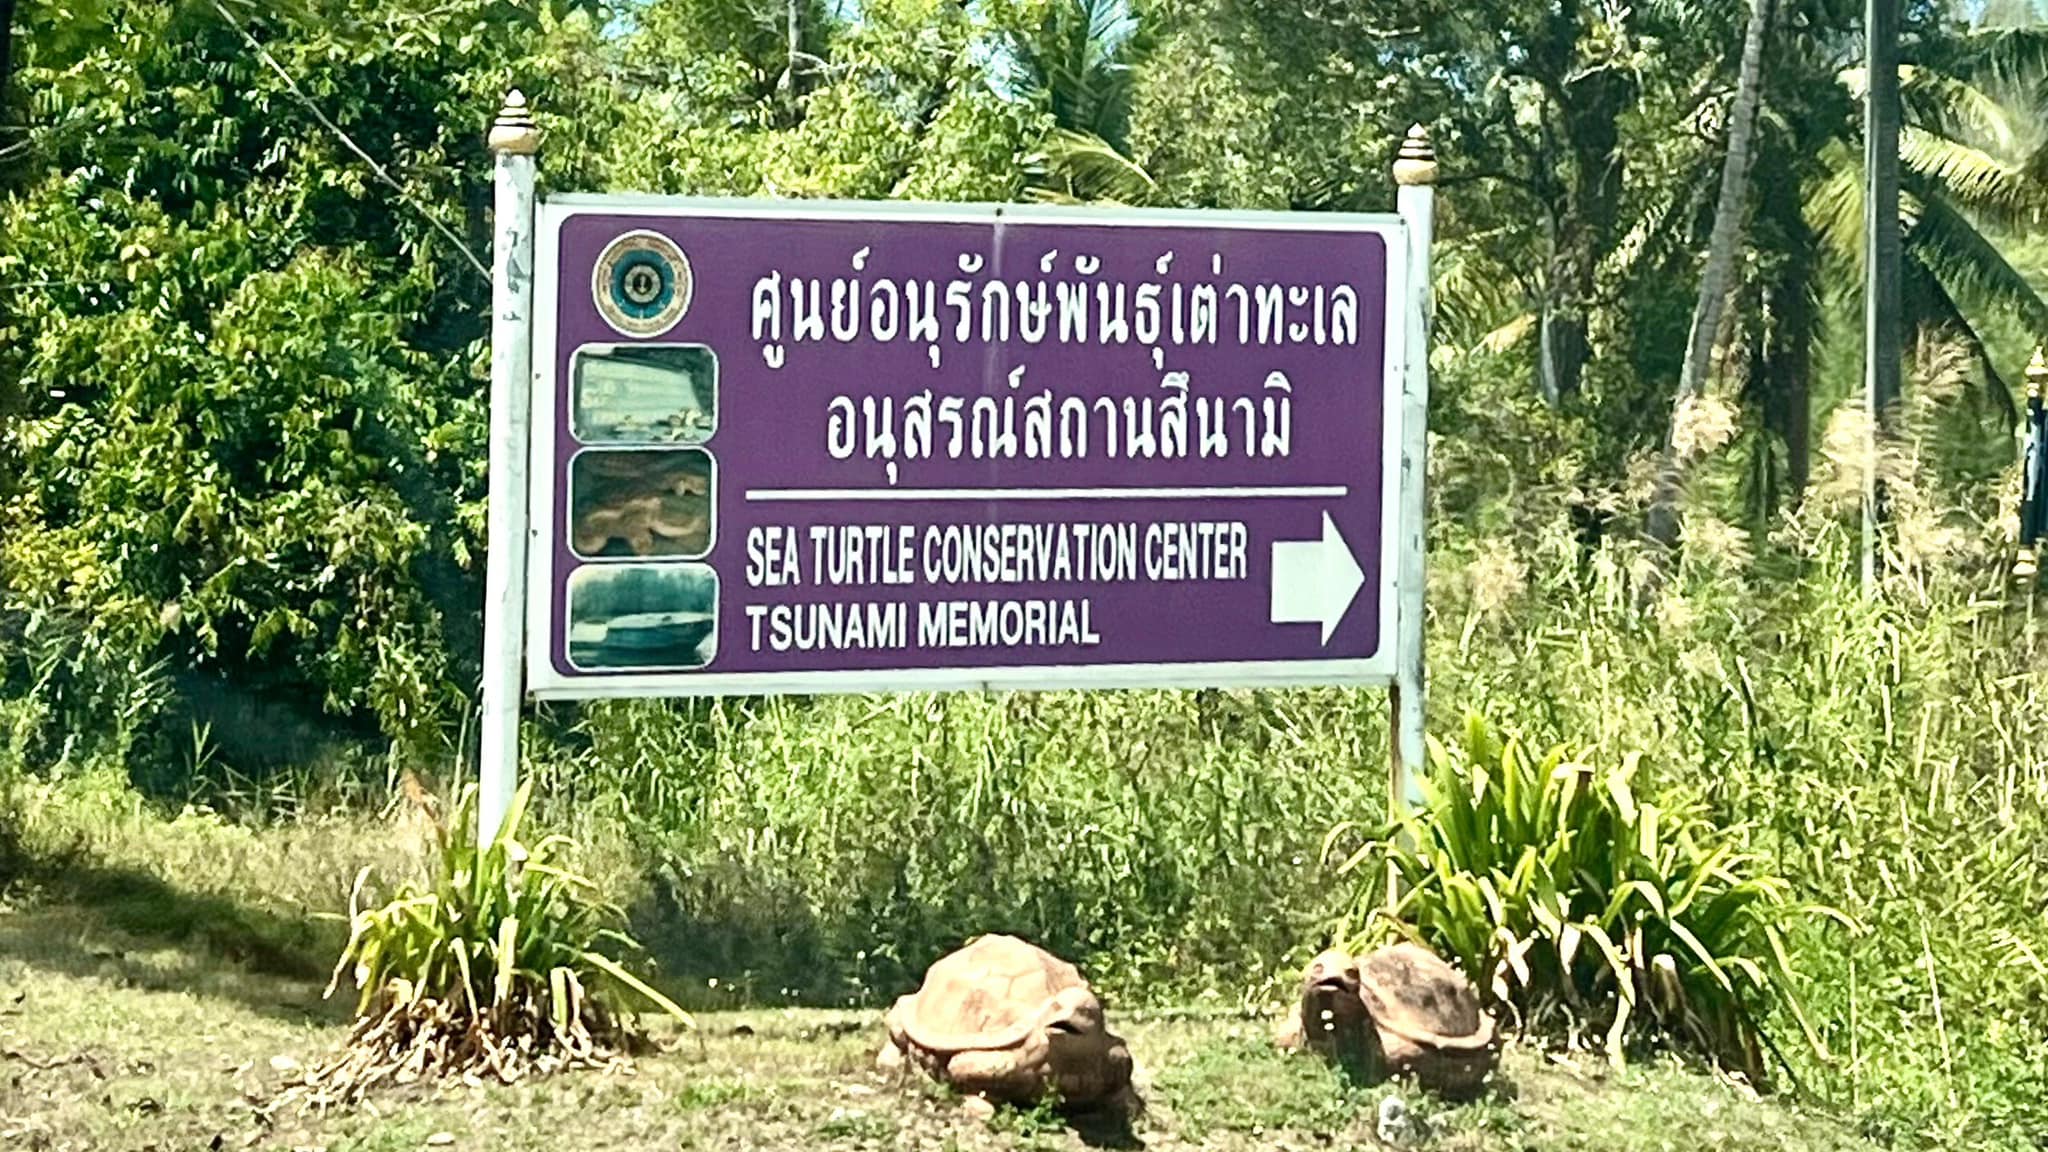 ศูนย์อนุรักษ์พันธุ์เต่าทะเล
อนุสรณ์สถานสึนามิ
SEA TURTLE CONSERVATION CENTER
TSUNAMI MEMORIAL